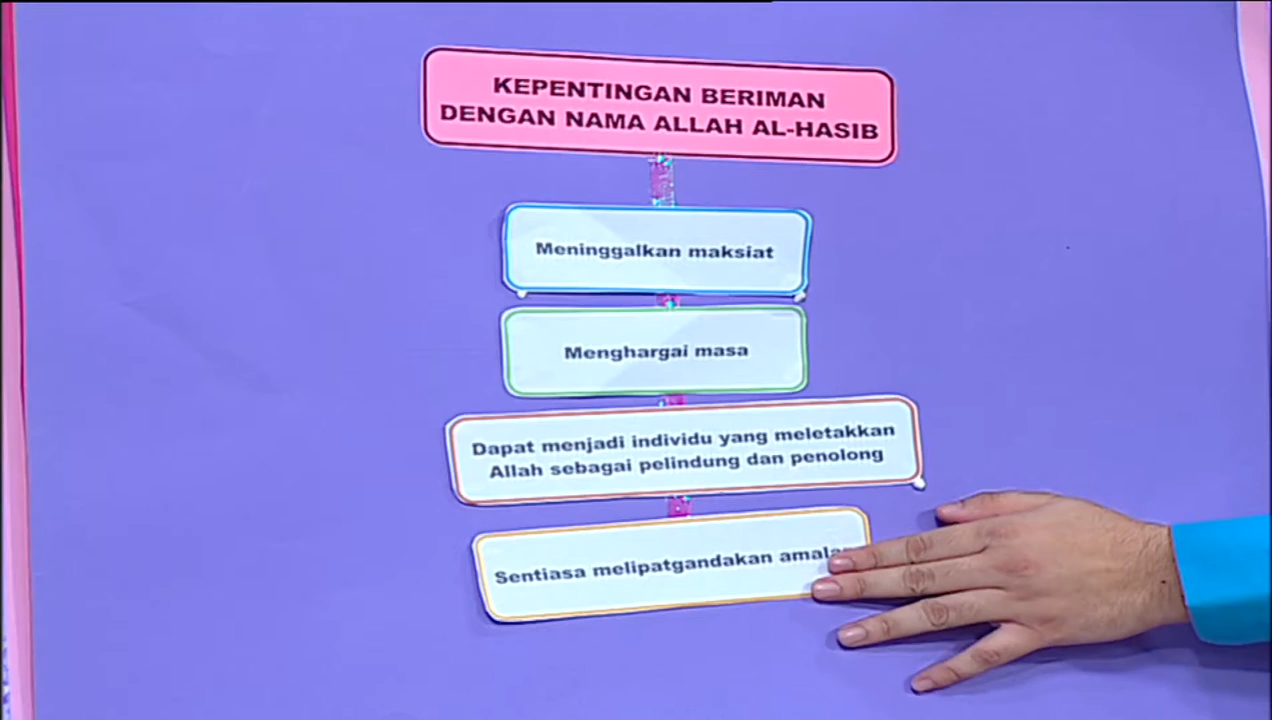 KEPENTINGAN BERIMAN
DENGAN NAMA ALLAH AL-HASIB
Meninggalkan maksiat
Menghargai masa
Dapat menjadi individu yang meletakkan
Allah sebagai pelindung dan penolong
Sentiasa melipatgandakan